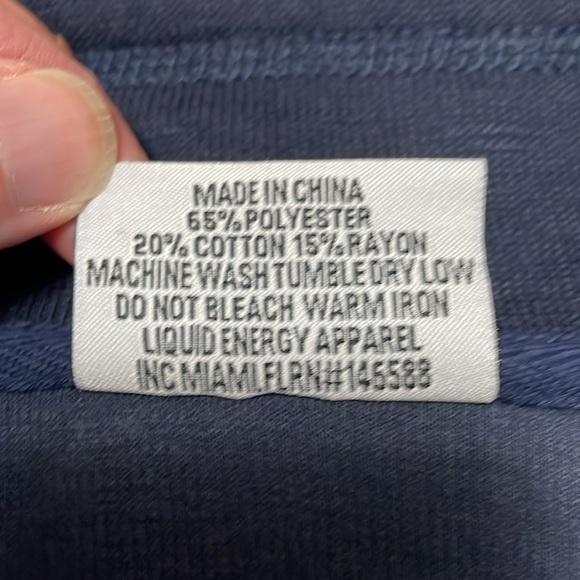 MADE IN CHINA
65% POLYESTER
20% COTTON 15% RAYON
MACHINE WASH TUMBLE DRY LOW
DO NOT BLEACH WARM IRON
LIQUID ENERGY APPAREL
INC MIAMI, FL RN#145588